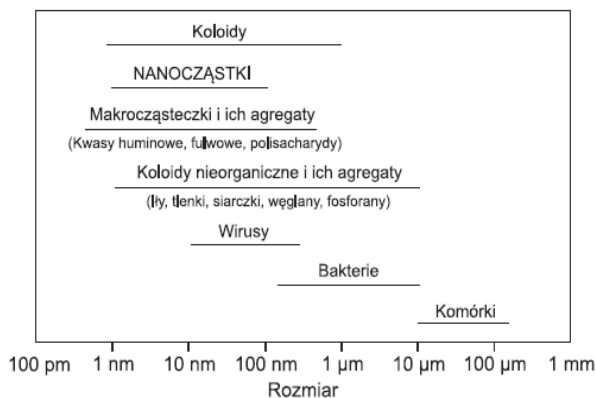 Koloidy
NANOCZĄSTKI
Makrocząsteczki i ich agregaty
(Kwasy huminowe, fulwowe, polisacharydy)
Koloidy nieorganiczne i ich agregaty
(Iły, tlenki, siarczki, węglany, fosforany)
Wirusy
Bakterie
Komórki
100 pm 1 nm 10 nm 100 nm 1 µm 10 µm 100 µm 1 mm
Rozmiar